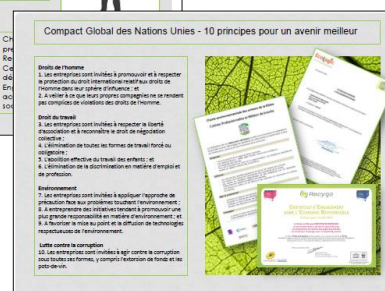 Ch
pre
Re
Ce
dé
En
ac
so
Compact Global des Nations Unies - 10 principes pour un avenir meilleur
Droits de l'homme
1. Les entreprises sont invitées à promouvoir et à respecter
la protection du droit international relatif aux droits de
l'Homme dans leur sphère d'influence ; et
2. A veiller à ce que leurs propres compagnies ne se rendent
pas complices de violations des droits de l'Homme.
Droit du travail
3. Les entreprises sont invitées à respecter la liberté
d'association et à reconnaître le droit de négociation
collective ;
4. L'élimination de toutes les formes de travail forcé ou
obligatoire ;
5. L'abolition effective du travail des enfants ; et
6. L'élimination de la discrimination en matière d'emploi et
de profession.
Environnement
7. Les entreprises sont invitées à appliquer l'approche de
précaution face aux problèmes touchant l'environnement ;
8. A entreprendre des initiatives tendant à promouvoir une
plus grande responsabilité en matière d'environnement ; et
9. A favoriser la mise au point et la diffusion de technologies
respectueuses de l'environnement.
Lutte contre la corruption
10. Les entreprises sont invitées à agir contre la corruption
sous toutes ses formes, y compris l'extorsion de fonds et les
pots-de-vin.
Recygo